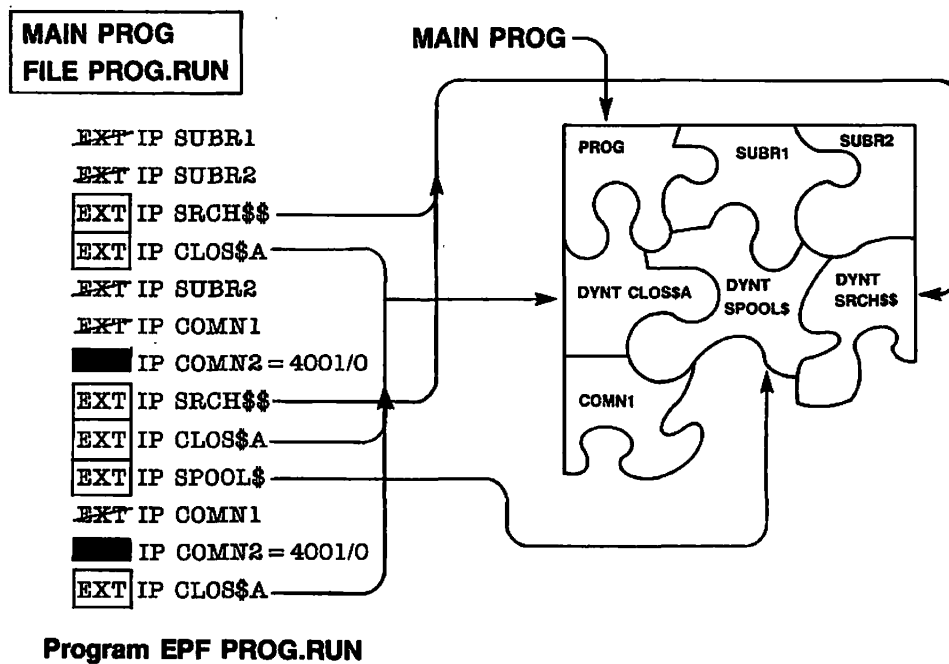 MAIN PROG
FILE PROG.RUN
MAIN PROG
EXT IP SUBR1
EXT IP SUBR2
EXT IP SRCH$$
EXT IP CLOS$A
EXT IP SUBR2
EXT IP COMN1
IP COMN2 = 4001/0
EXT IP SRCH$$
EXT IP CLOS$A
EXT IP SPOOL$
EXT IP COMN1
IP COMN2 = 4001/0
EXT IP CLOS$A
PROG
SUBR1
SUBR2
DYNT CLOS$A
DYNT
SPOOL$
DYNT
SRCH$$
COMN1
Program EPF PROG.RUN